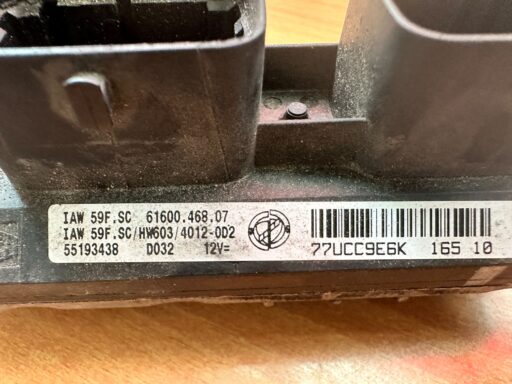 IAW 59F.SC 61600.468.07
IAW 59F.SC/HW603/4012-0D2
55193438 D032 12V=
77UCC9E6K 165 10